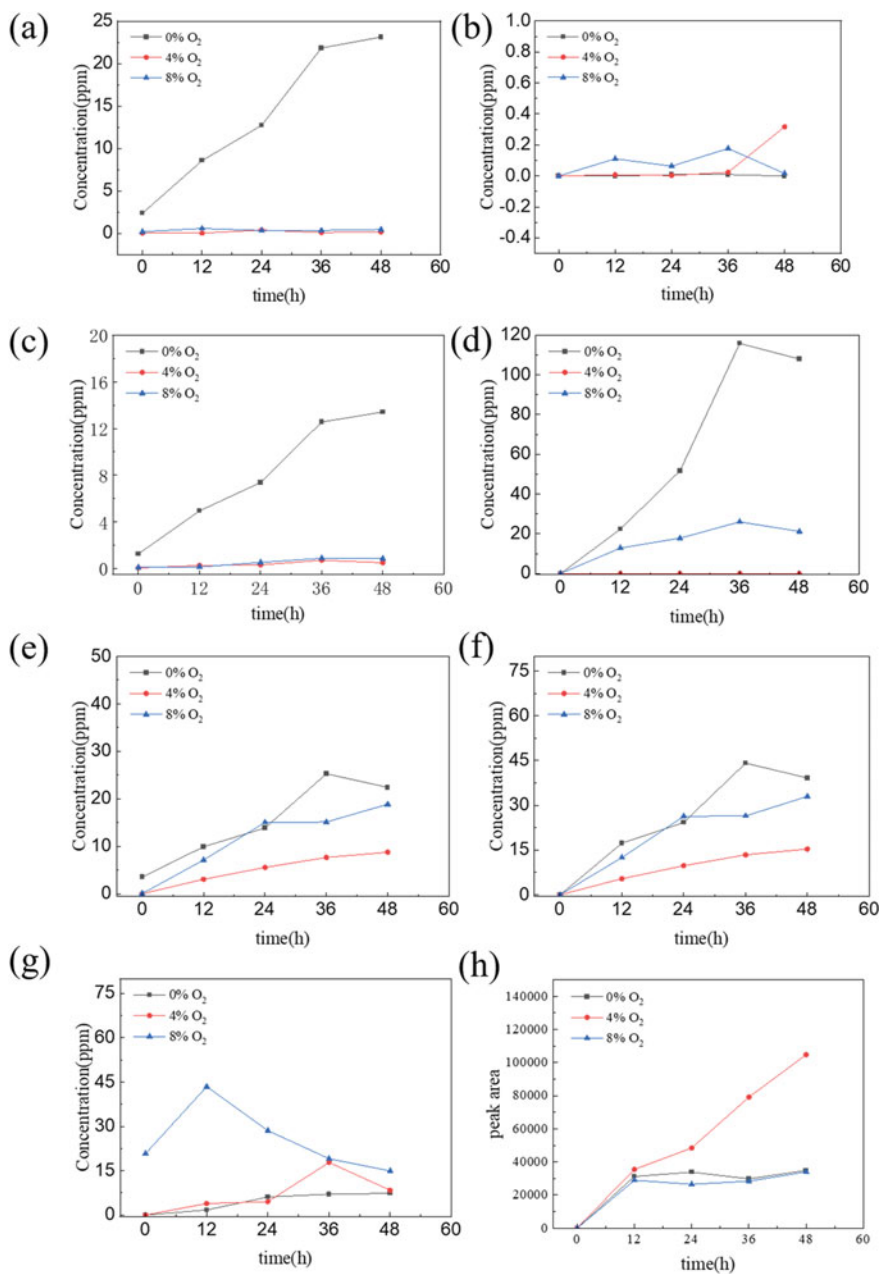 (a)
25
20
15
10
5
0
Concentration(ppm)
0% O₂
4% O₂
8% O₂
0 12 24 36 48 60
time(h)
(b)
1.0
0.8
0.6
0.4
0.2
0.0
-0.2
-0.4
Concentration(ppm)
0% O₂
4% O₂
8% O₂
0 12 24 36 48 60
time(h)
(c)
20
16
12
8
4
0
Concentration(ppm)
0% O₂
4% O₂
8% O₂
0 12 24 36 48 60
time(h)
(d)
120
100
80
60
40
20
0
Concentration(ppm)
0% O₂
4% O₂
8% O₂
0 12 24 36 48 60
time(h)
(e)
50
40
30
20
10
0
Concentration(ppm)
0% O₂
4% O₂
8% O₂
0 12 24 36 48 60
time(h)
(f)
75
60
45
30
15
0
Concentration(ppm)
0% O₂
4% O₂
8% O₂
0 12 24 36 48 60
time(h)
(g)
75
60
45
30
15
0
Concentration(ppm)
0% O₂
4% O₂
8% O₂
0 12 24 36 48 60
time(h)
(h)
140000
120000
100000
80000
60000
40000
20000
0
peak area
0% O₂
4% O₂
8% O₂
0 12 24 36 48 60
time(h)